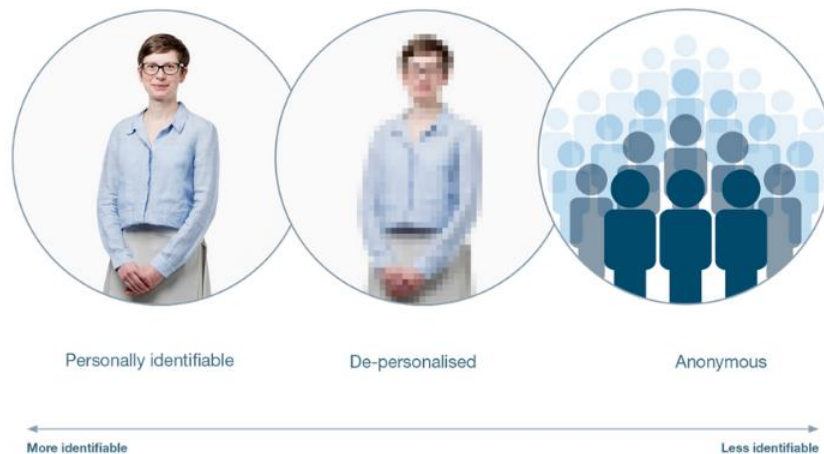 Personally identifiable
De-personalised
Anonymous
More identifiable
Less identifiable